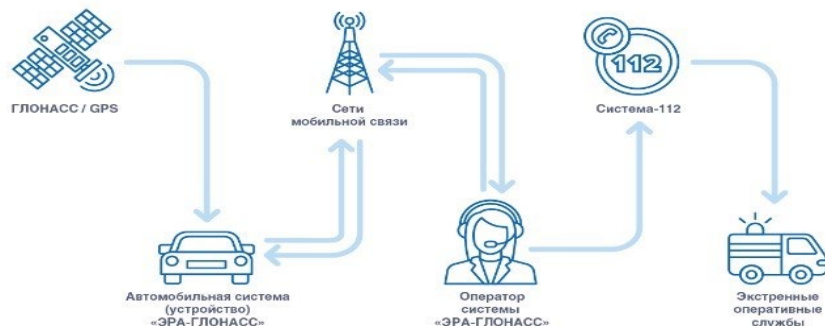 ГЛОНАСС / GPS
Сети
мобильной связи
112
Система-112
Автомобильная система
(устройство)
«ЭРА-ГЛОНАСС»
Оператор
системы
«ЭРА-ГЛОНАСС»
Экстренные
оперативные
службы